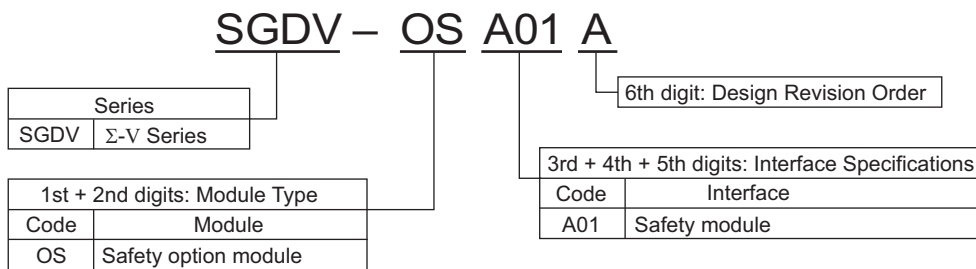 SGDV – OS A01 A
Series
SGDV Σ-V Series
6th digit: Design Revision Order
1st + 2nd digits: Module Type
Code Module
OS Safety option module
3rd + 4th + 5th digits: Interface Specifications
Code Interface
A01 Safety module